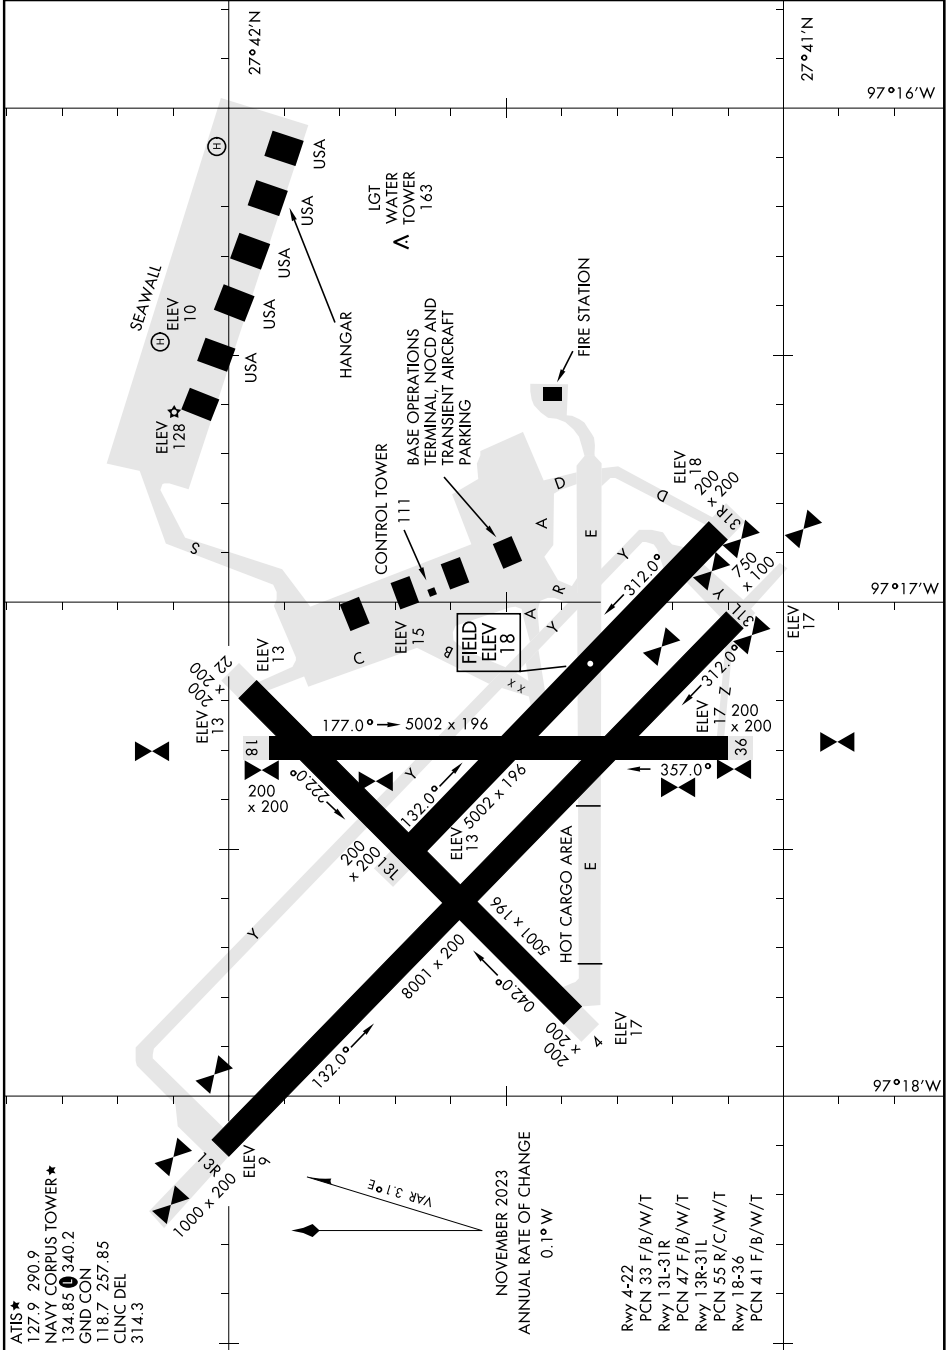 27°42'N
27°41'N
97°16'W
H
USA
USA
USA
USA
USA
LGT
WATER
TOWER
163
SEAWALL
H
ELEV
10
HANGAR
ELEV
128
FIRE STATION
BASE OPERATIONS
TERMINAL, NOCD AND
TRANSIENT AIRCRAFT
PARKING
CONTROL TOWER
111
D
D
ELEV
18
200
x 200
31R
S
A
E
Y
312.0°
750
x 100
97°17'W
R
A
Y
Y
31L
ELEV
17
C
ELEV
15
B
FIELD
ELEV
18
x x
ELEV
13
22
200 x 200
ELEV
13
312.0°
Z
ELEV
17
200
x 200
18
177.0°
5002 x 196
36
357.0°
200
x 200
222.0°
Y
132.0°
5002 x 196
ELEV
13
200
x 200
13L
HOT CARGO AREA
E
Y
8001 x 200
5001 x 196
042.0°
200 x 200
4
ELEV
17
132.0°
97°18'W
13R
ELEV
9
1000 x 200
VAR 3.1° E
NOVEMBER 2023
ANNUAL RATE OF CHANGE
0.1° W
ATIS★
127.9 290.9
NAVY CORPUS TOWER★
134.85 L 340.2
GND CON
118.7 257.85
CLNC DEL
314.3
Rwy 4-22
PCN 33 F/B/W/T
Rwy 13L-31R
PCN 47 F/B/W/T
Rwy 13R-31L
PCN 55 R/C/W/T
Rwy 18-36
PCN 41 F/B/W/T